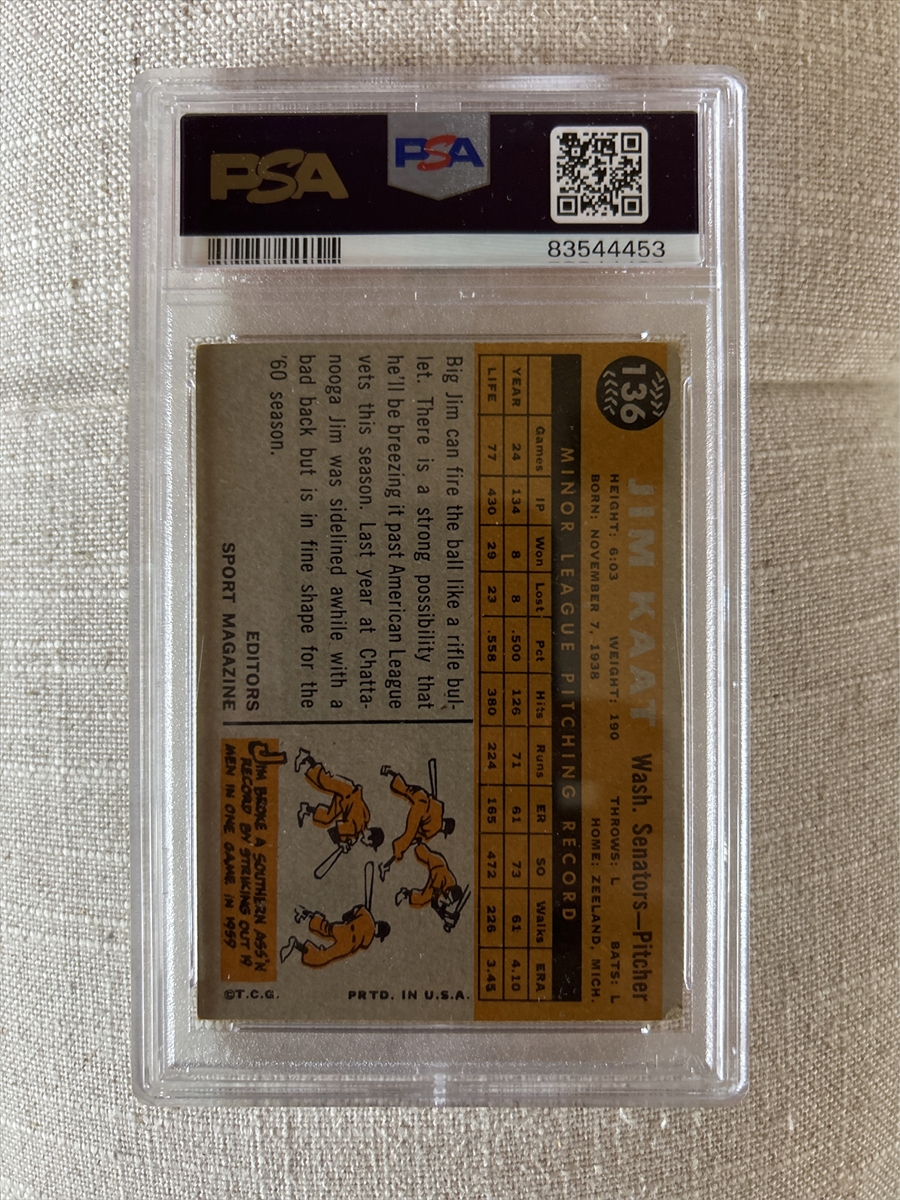 PSA
PSA
83544453
136
JIM KAAT Wash. Senators—Pitcher
HEIGHT: 6:03 WEIGHT: 190 THROWS: L BATS: L
BORN: NOVEMBER 7, 1938 HOME: ZEELAND, MICH.
MINOR LEAGUE PITCHING RECORD
Games IP Won Lost Pct Hits Runs ER SO Walks ERA
YEAR 24 134 8 8 .500 126 71 61 73 61 4.10
LIFE 77 430 29 23 .558 380 224 165 472 226 3.45
Big Jim can fire the ball like a rifle bul-
let. There is a strong possibility that
he'll be breezing it past American League
vets this season. Last year at Chatta-
nooga Jim was sidelined awhile with a
bad back but is in fine shape for the
'60 season.
EDITORS
SPORT MAGAZINE
JIM BROKE A SOUTHERN ASS'N
RECORD BY STRIKING OUT 19
MEN IN ONE GAME IN 1959
©T.C.G. PRTD. IN U.S.A.